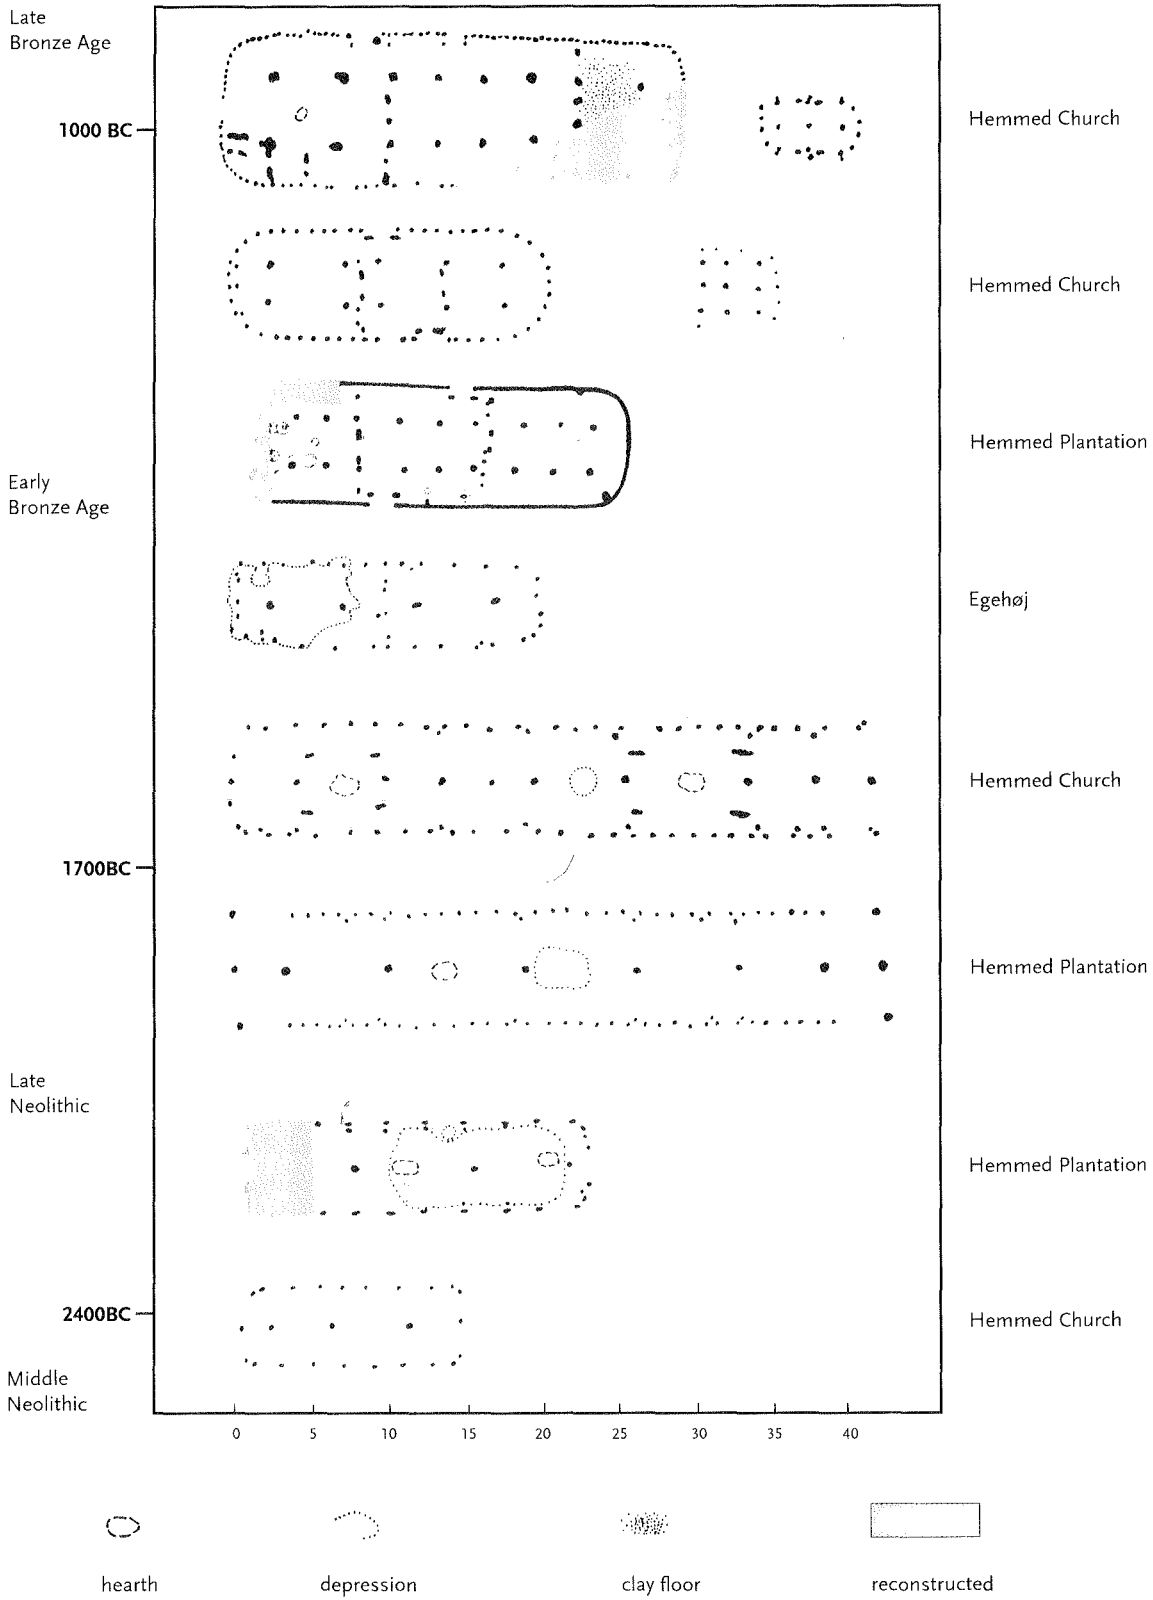 Late
Bronze Age
1000 BC
Hemmed Church
Hemmed Church
Hemmed Plantation
Early
Bronze Age
Egehøj
Hemmed Church
1700BC
Hemmed Plantation
Late
Neolithic
Hemmed Plantation
2400BC
Hemmed Church
Middle
Neolithic
0 5 10 15 20 25 30 35 40
hearth depression clay floor reconstructed